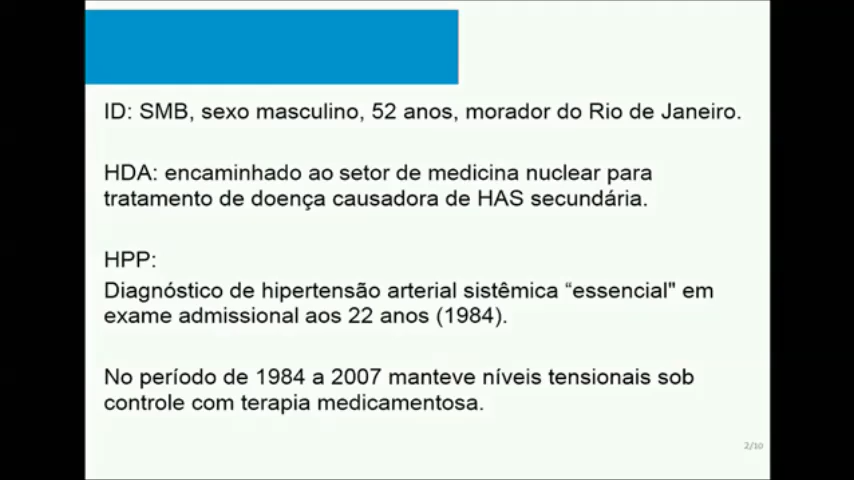 ID: SMB, sexo masculino, 52 anos, morador do Rio de Janeiro.
HDA: encaminhado ao setor de medicina nuclear para
tratamento de doença causadora de HAS secundária.
HPP:
Diagnóstico de hipertensão arterial sistêmica “essencial" em
exame admissional aos 22 anos (1984).
No período de 1984 a 2007 manteve níveis tensionais sob
controle com terapia medicamentosa.
2/10